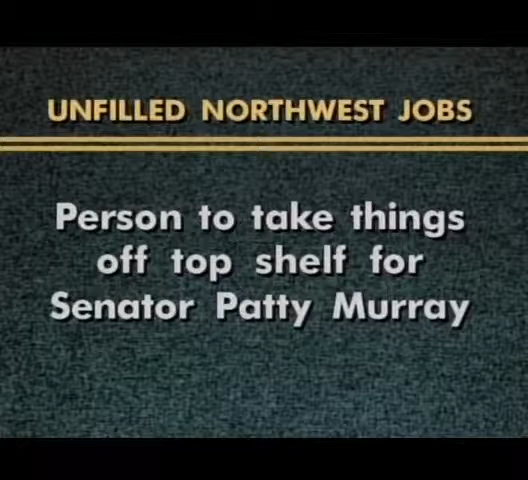 UNFILLED NORTHWEST JOBS
Person to take things
off top shelf for
Senator Patty Murray